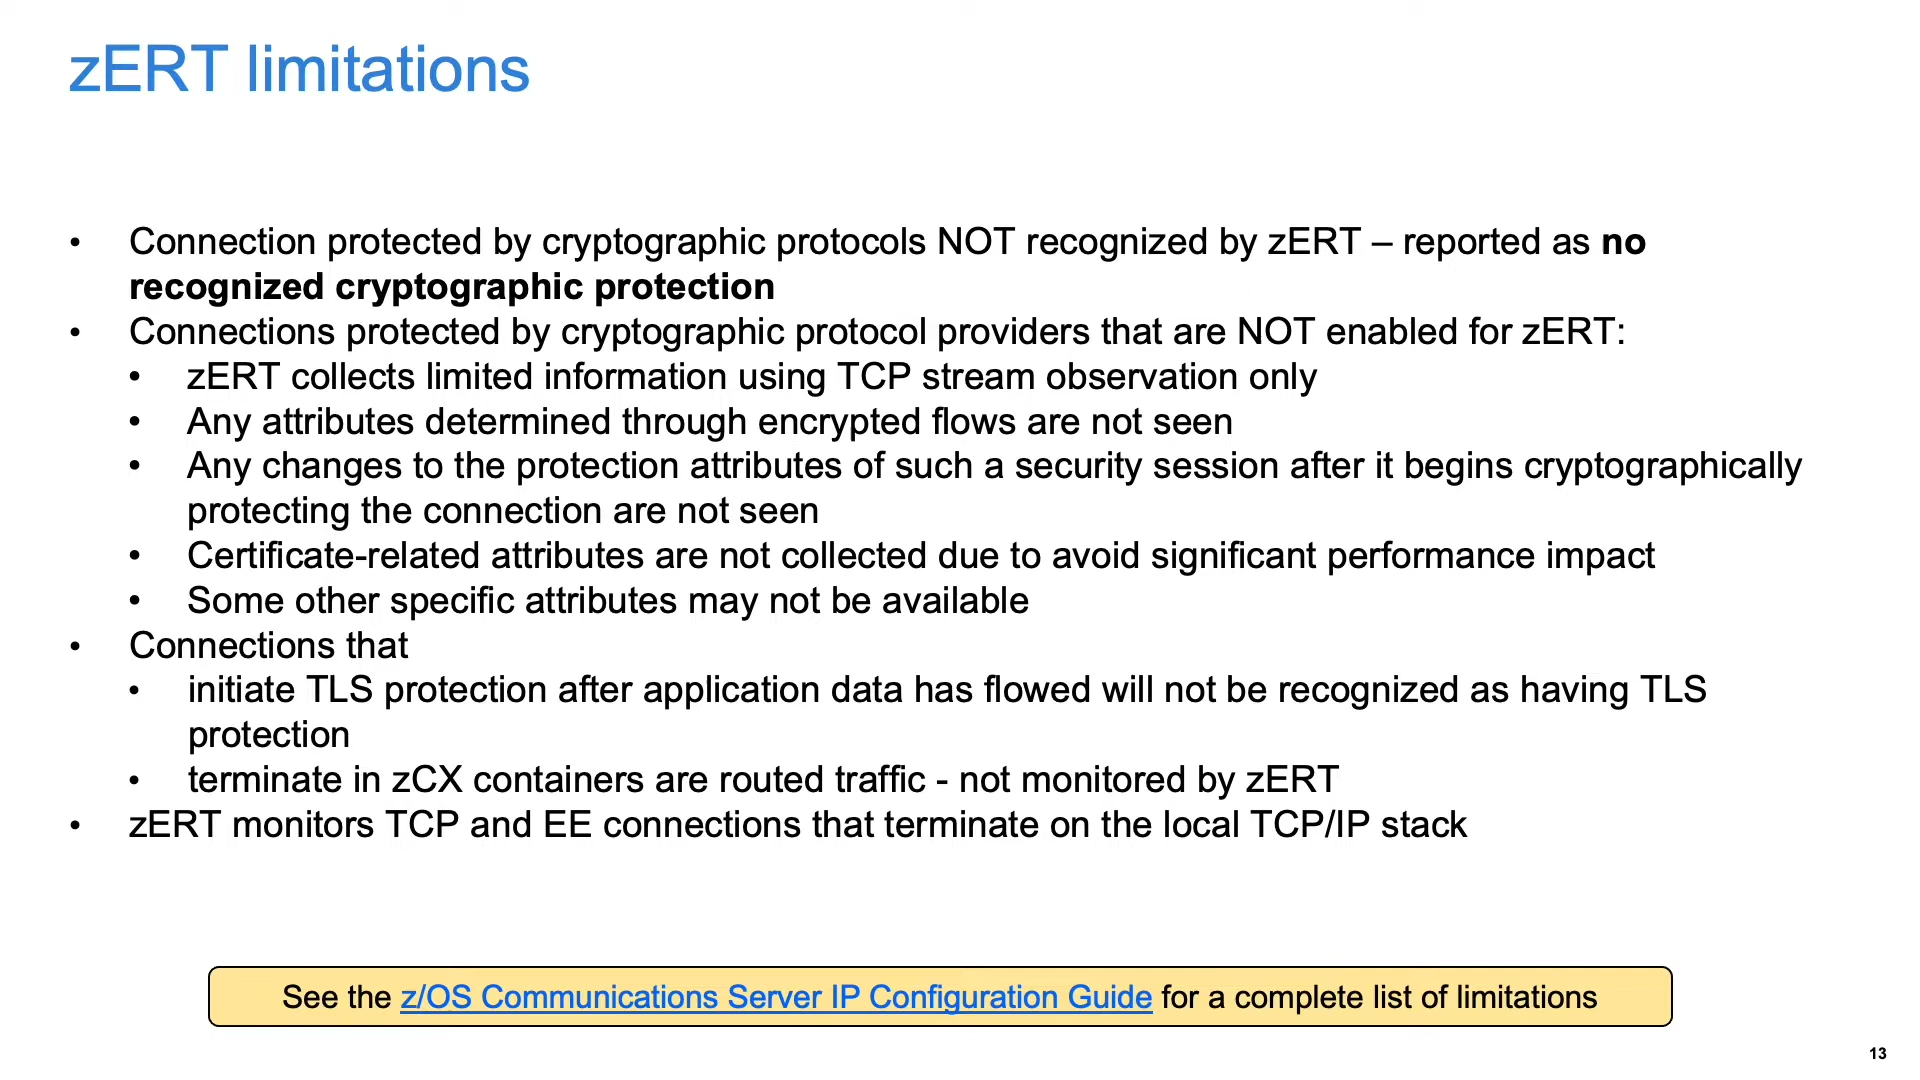 zERT limitations
• Connection protected by cryptographic protocols NOT recognized by zERT – reported as no
recognized cryptographic protection
• Connections protected by cryptographic protocol providers that are NOT enabled for zERT:
• zERT collects limited information using TCP stream observation only
• Any attributes determined through encrypted flows are not seen
• Any changes to the protection attributes of such a security session after it begins cryptographically
protecting the connection are not seen
• Certificate-related attributes are not collected due to avoid significant performance impact
• Some other specific attributes may not be available
• Connections that
• initiate TLS protection after application data has flowed will not be recognized as having TLS
protection
• terminate in zCX containers are routed traffic - not monitored by zERT
• zERT monitors TCP and EE connections that terminate on the local TCP/IP stack
See the z/OS Communications Server IP Configuration Guide for a complete list of limitations
13